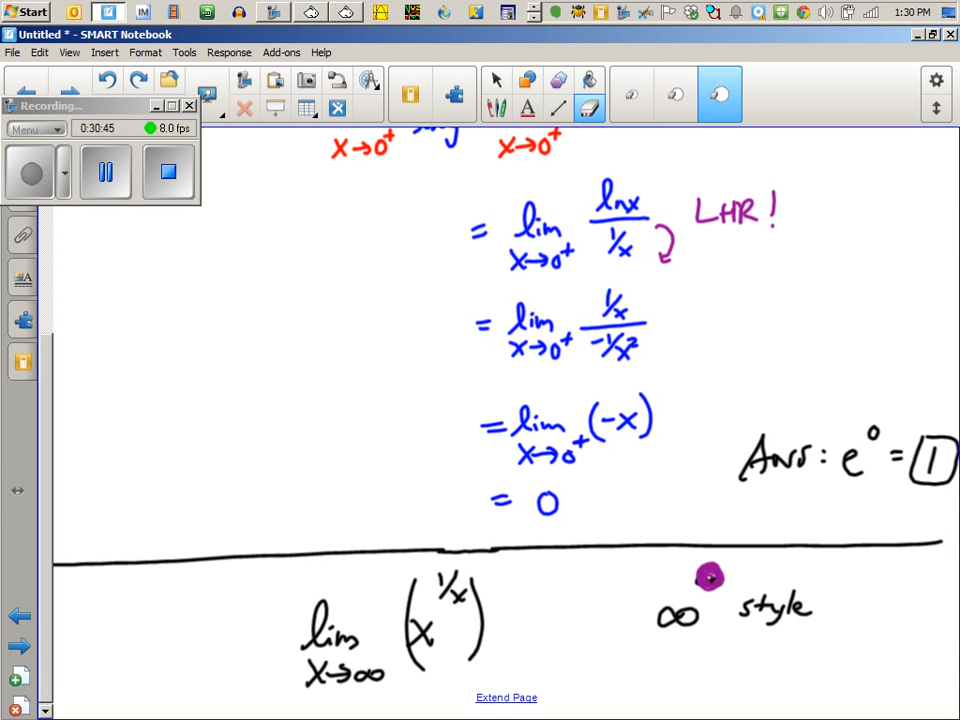 Start
1:30 PM
Untitled * - SMART Notebook
File Edit View Insert Format Tools Response Add-ons Help
Recording...
Menu 0:30:45 8.0 fps
x→0⁺ x→0⁺
= lim x→0⁺ lnx / 1/x LHR!
= lim x→0⁺ 1/x / -1/x²
= lim x→0⁺ (-x)
Ans: e⁰ = 1
= 0
lim x→∞ (x^1/x) ∞ style
Extend Page